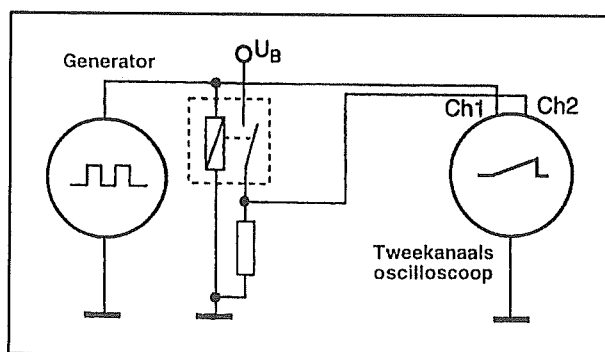 Generator
U_B
Ch1 Ch2
Tweekanaals
oscilloscoop